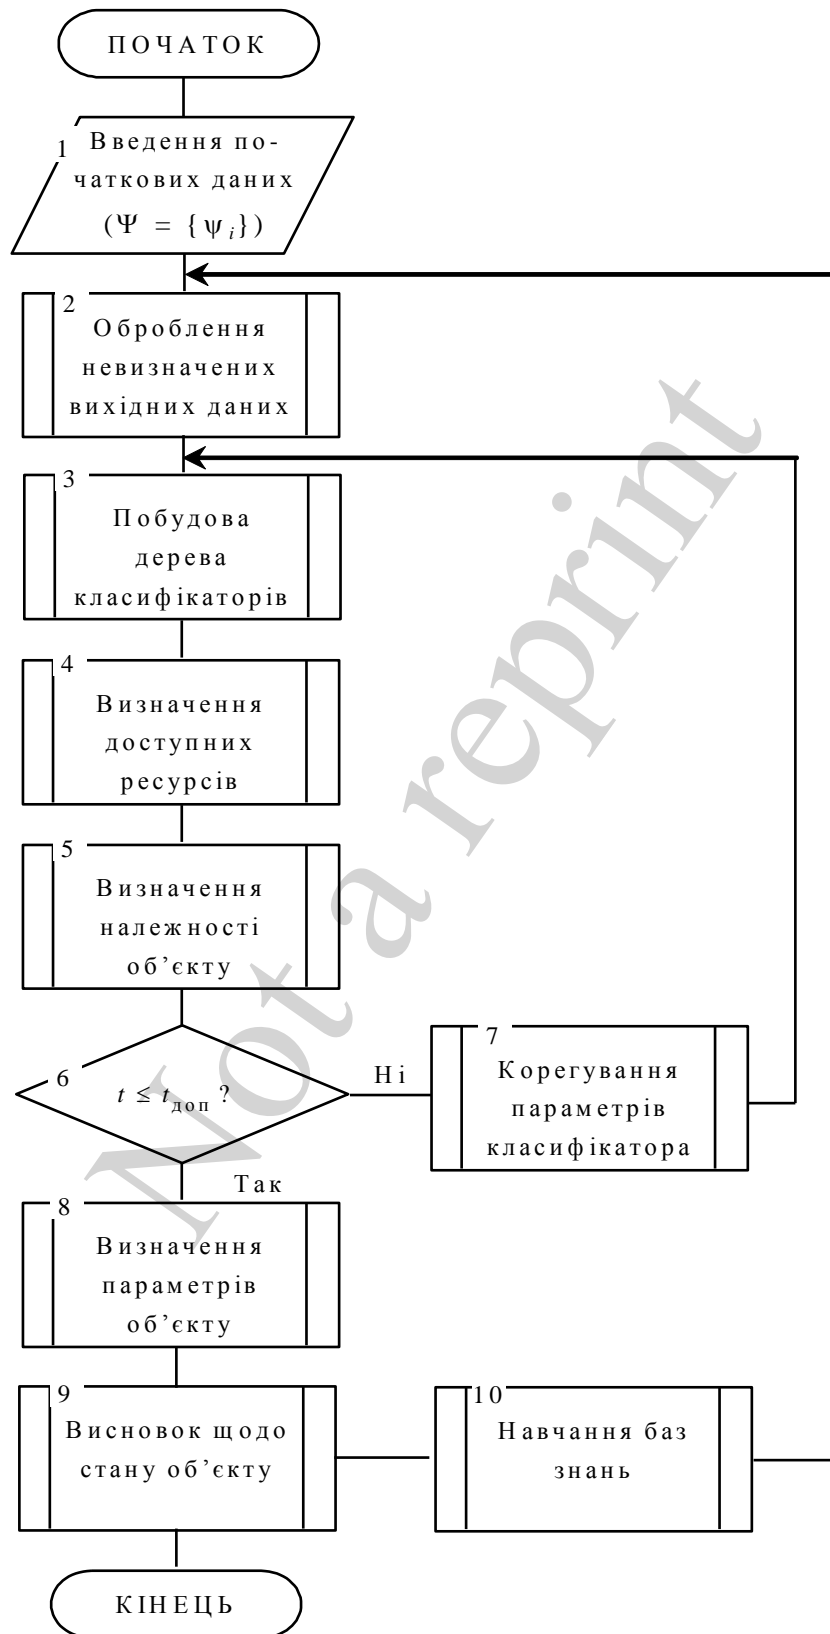 ПОЧАТОК
1
Введення по-
чаткових даних
(Ψ = {ψi})
2
Оброблення
невизначених
вихідних даних
3
Побудова
дерева
класифікаторів
4
Визначення
доступних
ресурсів
5
Визначення
належності
об’єкту
6
t ≤ tдоп ?
Ні
7
Корегування
параметрів
класифікатора
Так
8
Визначення
параметрів
об’єкту
9
Висновок щодо
стану об’єкту
10
Навчання баз
знань
КІНЕЦЬ
Not a reprint